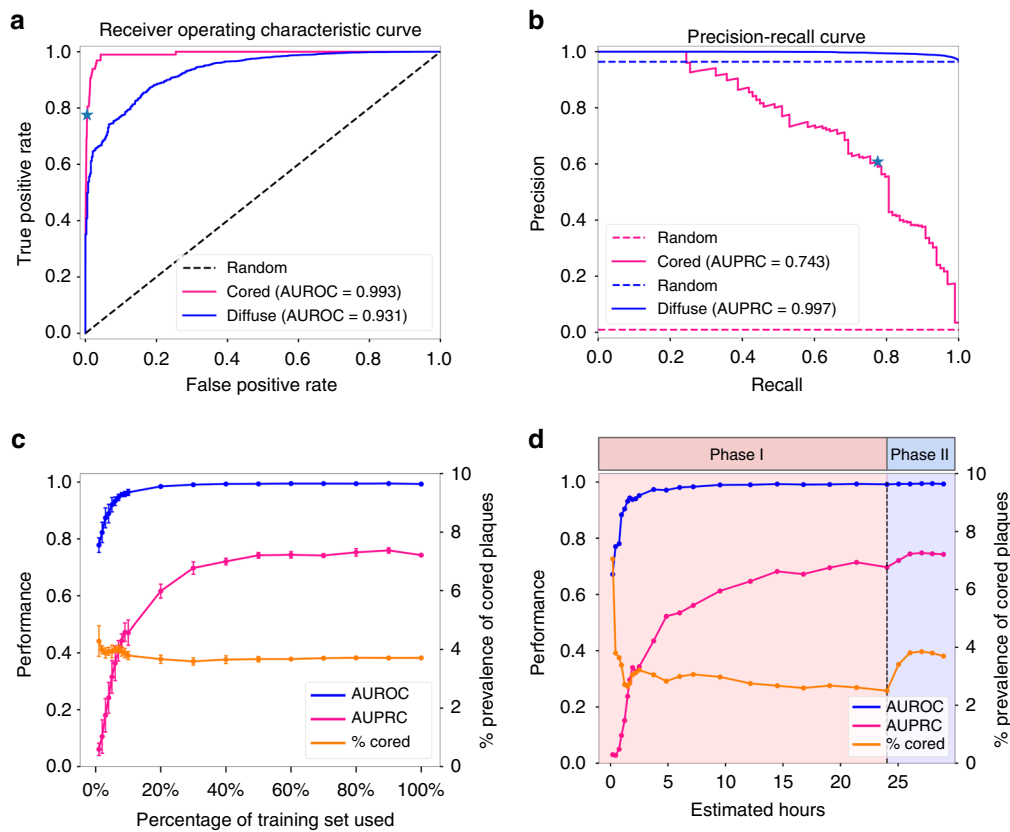 a
Receiver operating characteristic curve
1.0
0.8
0.6
0.4
0.2
0.0
True positive rate
Random
Cored (AUROC = 0.993)
Diffuse (AUROC = 0.931)
0.0 0.2 0.4 0.6 0.8 1.0
False positive rate
b
Precision-recall curve
1.0
0.8
0.6
0.4
0.2
0.0
Precision
Random
Cored (AUPRC = 0.743)
Random
Diffuse (AUPRC = 0.997)
0.0 0.2 0.4 0.6 0.8 1.0
Recall
c
1.0
0.8
0.6
0.4
0.2
0.0
Performance
10
8
6
4
2
0
% prevalence of cored plaques
AUROC
AUPRC
% cored
0% 20% 40% 60% 80% 100%
Percentage of training set used
d
Phase I
Phase II
1.0
0.8
0.6
0.4
0.2
0.0
Performance
10
8
6
4
2
0
% prevalence of cored plaques
AUROC
AUPRC
% cored
0 5 10 15 20 25
Estimated hours